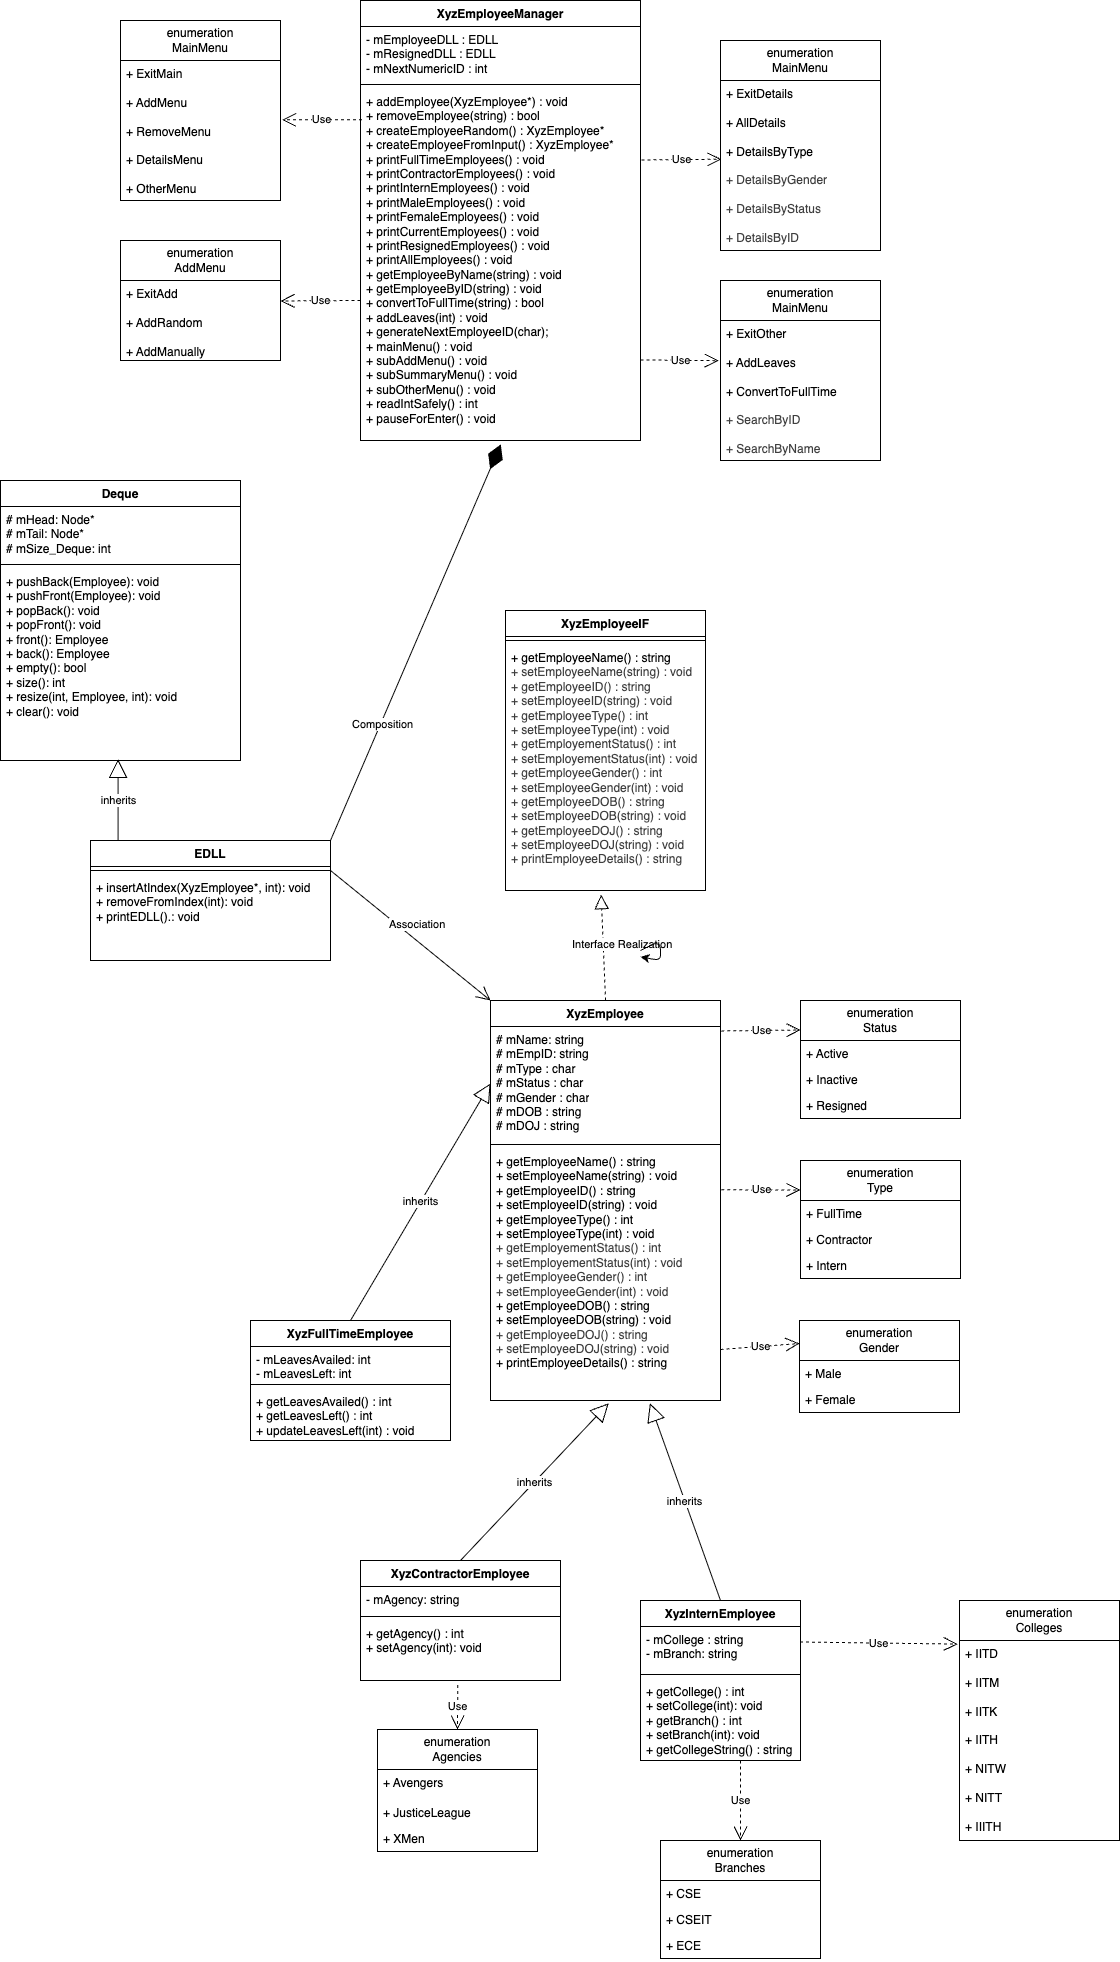 XyzEmployeeManager
- mEmployeeDLL : EDLL
- mResignedDLL : EDLL
- mNextNumericID : int
+ addEmployee(XyzEmployee*) : void
+ removeEmployee(string) : bool
+ createEmployeeRandom() : XyzEmployee*
+ createEmployeeFromInput() : XyzEmployee*
+ printFullTimeEmployees() : void
+ printContractorEmployees() : void
+ printInternEmployees() : void
+ printMaleEmployees() : void
+ printFemaleEmployees() : void
+ printCurrentEmployees() : void
+ printResignedEmployees() : void
+ printAllEmployees() : void
+ getEmployeeByName(string) : void
+ getEmployeeByID(string) : void
+ convertToFullTime(string) : bool
+ addLeaves(int) : void
+ generateNextEmployeeID(char);
+ mainMenu() : void
+ subAddMenu() : void
+ subSummaryMenu() : void
+ subOtherMenu() : void
+ readIntSafely() : int
+ pauseForEnter() : void
enumeration
MainMenu
+ ExitMain
+ AddMenu
+ RemoveMenu
+ DetailsMenu
+ OtherMenu
Use
enumeration
AddMenu
+ ExitAdd
+ AddRandom
+ AddManually
Use
enumeration
MainMenu
+ ExitDetails
+ AllDetails
+ DetailsByType
+ DetailsByGender
+ DetailsByStatus
+ DetailsByID
Use
enumeration
MainMenu
+ ExitOther
+ AddLeaves
+ ConvertToFullTime
+ SearchByID
+ SearchByName
Use
Deque
# mHead: Node*
# mTail: Node*
# mSize_Deque: int
+ pushBack(Employee): void
+ pushFront(Employee): void
+ popBack(): void
+ popFront(): void
+ front(): Employee
+ back(): Employee
+ empty(): bool
+ size(): int
+ resize(int, Employee, int): void
+ clear(): void
Composition
inherits
XyzEmployeeIF
+ getEmployeeName() : string
+ setEmployeeName(string) : void
+ getEmployeeID() : string
+ setEmployeeID(string) : void
+ getEmployeeType() : int
+ setEmployeeType(int) : void
+ getEmployementStatus() : int
+ setEmployementStatus(int) : void
+ getEmployeeGender() : int
+ setEmployeeGender(int) : void
+ getEmployeeDOB() : string
+ setEmployeeDOB(string) : void
+ getEmployeeDOJ() : string
+ setEmployeeDOJ(string) : void
+ printEmployeeDetails() : string
EDLL
+ insertAtIndex(XyzEmployee*, int): void
+ removeFromIndex(int): void
+ printEDLL().: void
Association
Interface Realization
XyzEmployee
# mName: string
# mEmpID: string
# mType : char
# mStatus : char
# mGender : char
# mDOB : string
# mDOJ : string
+ getEmployeeName() : string
+ setEmployeeName(string) : void
+ getEmployeeID() : string
+ setEmployeeID(string) : void
+ getEmployeeType() : int
+ setEmployeeType(int) : void
+ getEmployementStatus() : int
+ setEmployementStatus(int) : void
+ getEmployeeGender() : int
+ setEmployeeGender(int) : void
+ getEmployeeDOB() : string
+ setEmployeeDOB(string) : void
+ getEmployeeDOJ() : string
+ setEmployeeDOJ(string) : void
+ printEmployeeDetails() : string
Use
enumeration
Status
+ Active
+ Inactive
+ Resigned
Use
enumeration
Type
+ FullTime
+ Contractor
+ Intern
Use
enumeration
Gender
+ Male
+ Female
inherits
XyzFullTimeEmployee
- mLeavesAvailed: int
- mLeavesLeft: int
+ getLeavesAvailed() : int
+ getLeavesLeft() : int
+ updateLeavesLeft(int) : void
inherits
inherits
XyzContractorEmployee
- mAgency: string
+ getAgency() : int
+ setAgency(int): void
Use
enumeration
Agencies
+ Avengers
+ JusticeLeague
+ XMen
XyzInternEmployee
- mCollege : string
- mBranch: string
+ getCollege() : int
+ setCollege(int): void
+ getBranch() : int
+ setBranch(int): void
+ getCollegeString() : string
Use
enumeration
Colleges
+ IITD
+ IITM
+ IITK
+ IITH
+ NITW
+ NITT
+ IIITH
Use
enumeration
Branches
+ CSE
+ CSEIT
+ ECE